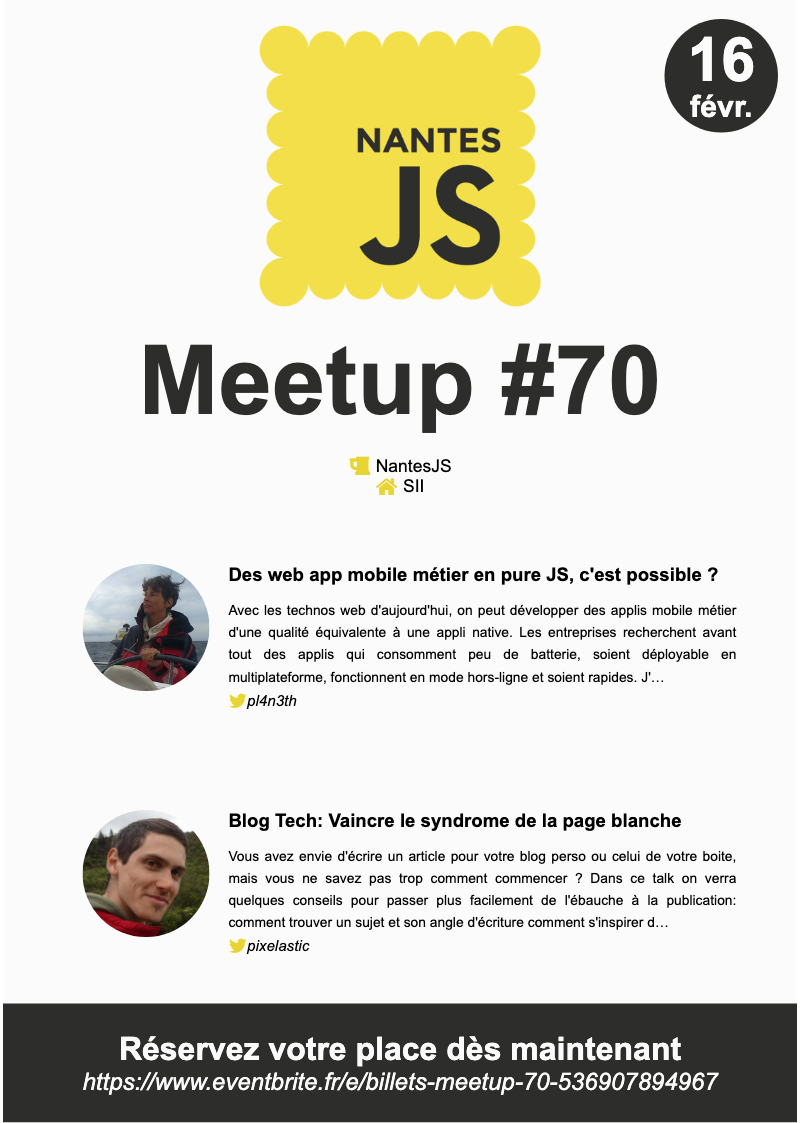 16
févr.
NANTES
JS
Meetup #70
NantesJS
SII
Des web app mobile métier en pure JS, c'est possible ?
Avec les technos web d'aujourd'hui, on peut développer des applis mobile métier
d'une qualité équivalente à une appli native. Les entreprises recherchent avant
tout des applis qui consomment peu de batterie, soient déployable en
multiplateforme, fonctionnent en mode hors-ligne et soient rapides. J'…
pl4n3th
Blog Tech: Vaincre le syndrome de la page blanche
Vous avez envie d'écrire un article pour votre blog perso ou celui de votre boite,
mais vous ne savez pas trop comment commencer ? Dans ce talk on verra
quelques conseils pour passer plus facilement de l'ébauche à la publication:
comment trouver un sujet et son angle d'écriture comment s'inspirer d…
pixelastic
Réservez votre place dès maintenant
https://www.eventbrite.fr/e/billets-meetup-70-536907894967